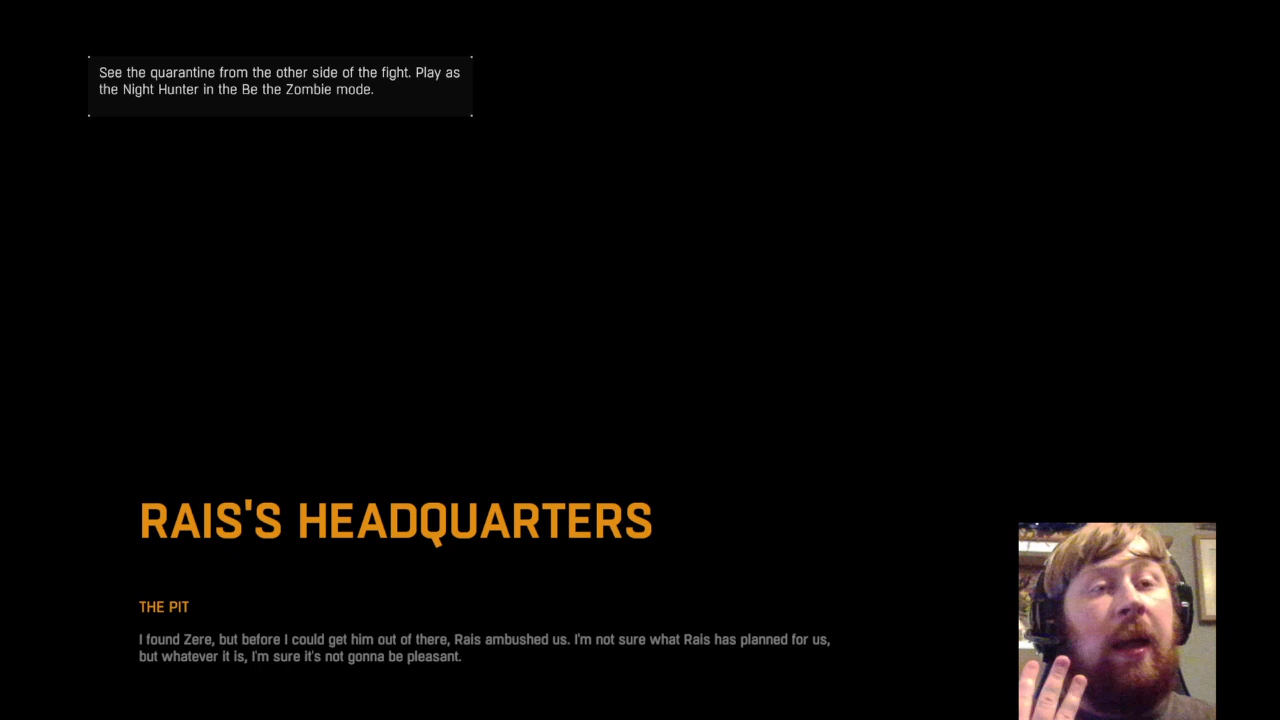 See the quarantine from the other side of the fight. Play as
the Night Hunter in the Be the Zombie mode.
RAIS'S HEADQUARTERS
THE PIT
I found Zere, but before I could get him out of there, Rais ambushed us. I'm not sure what Rais has planned for us,
but whatever it is, I'm sure it's not gonna be pleasant.